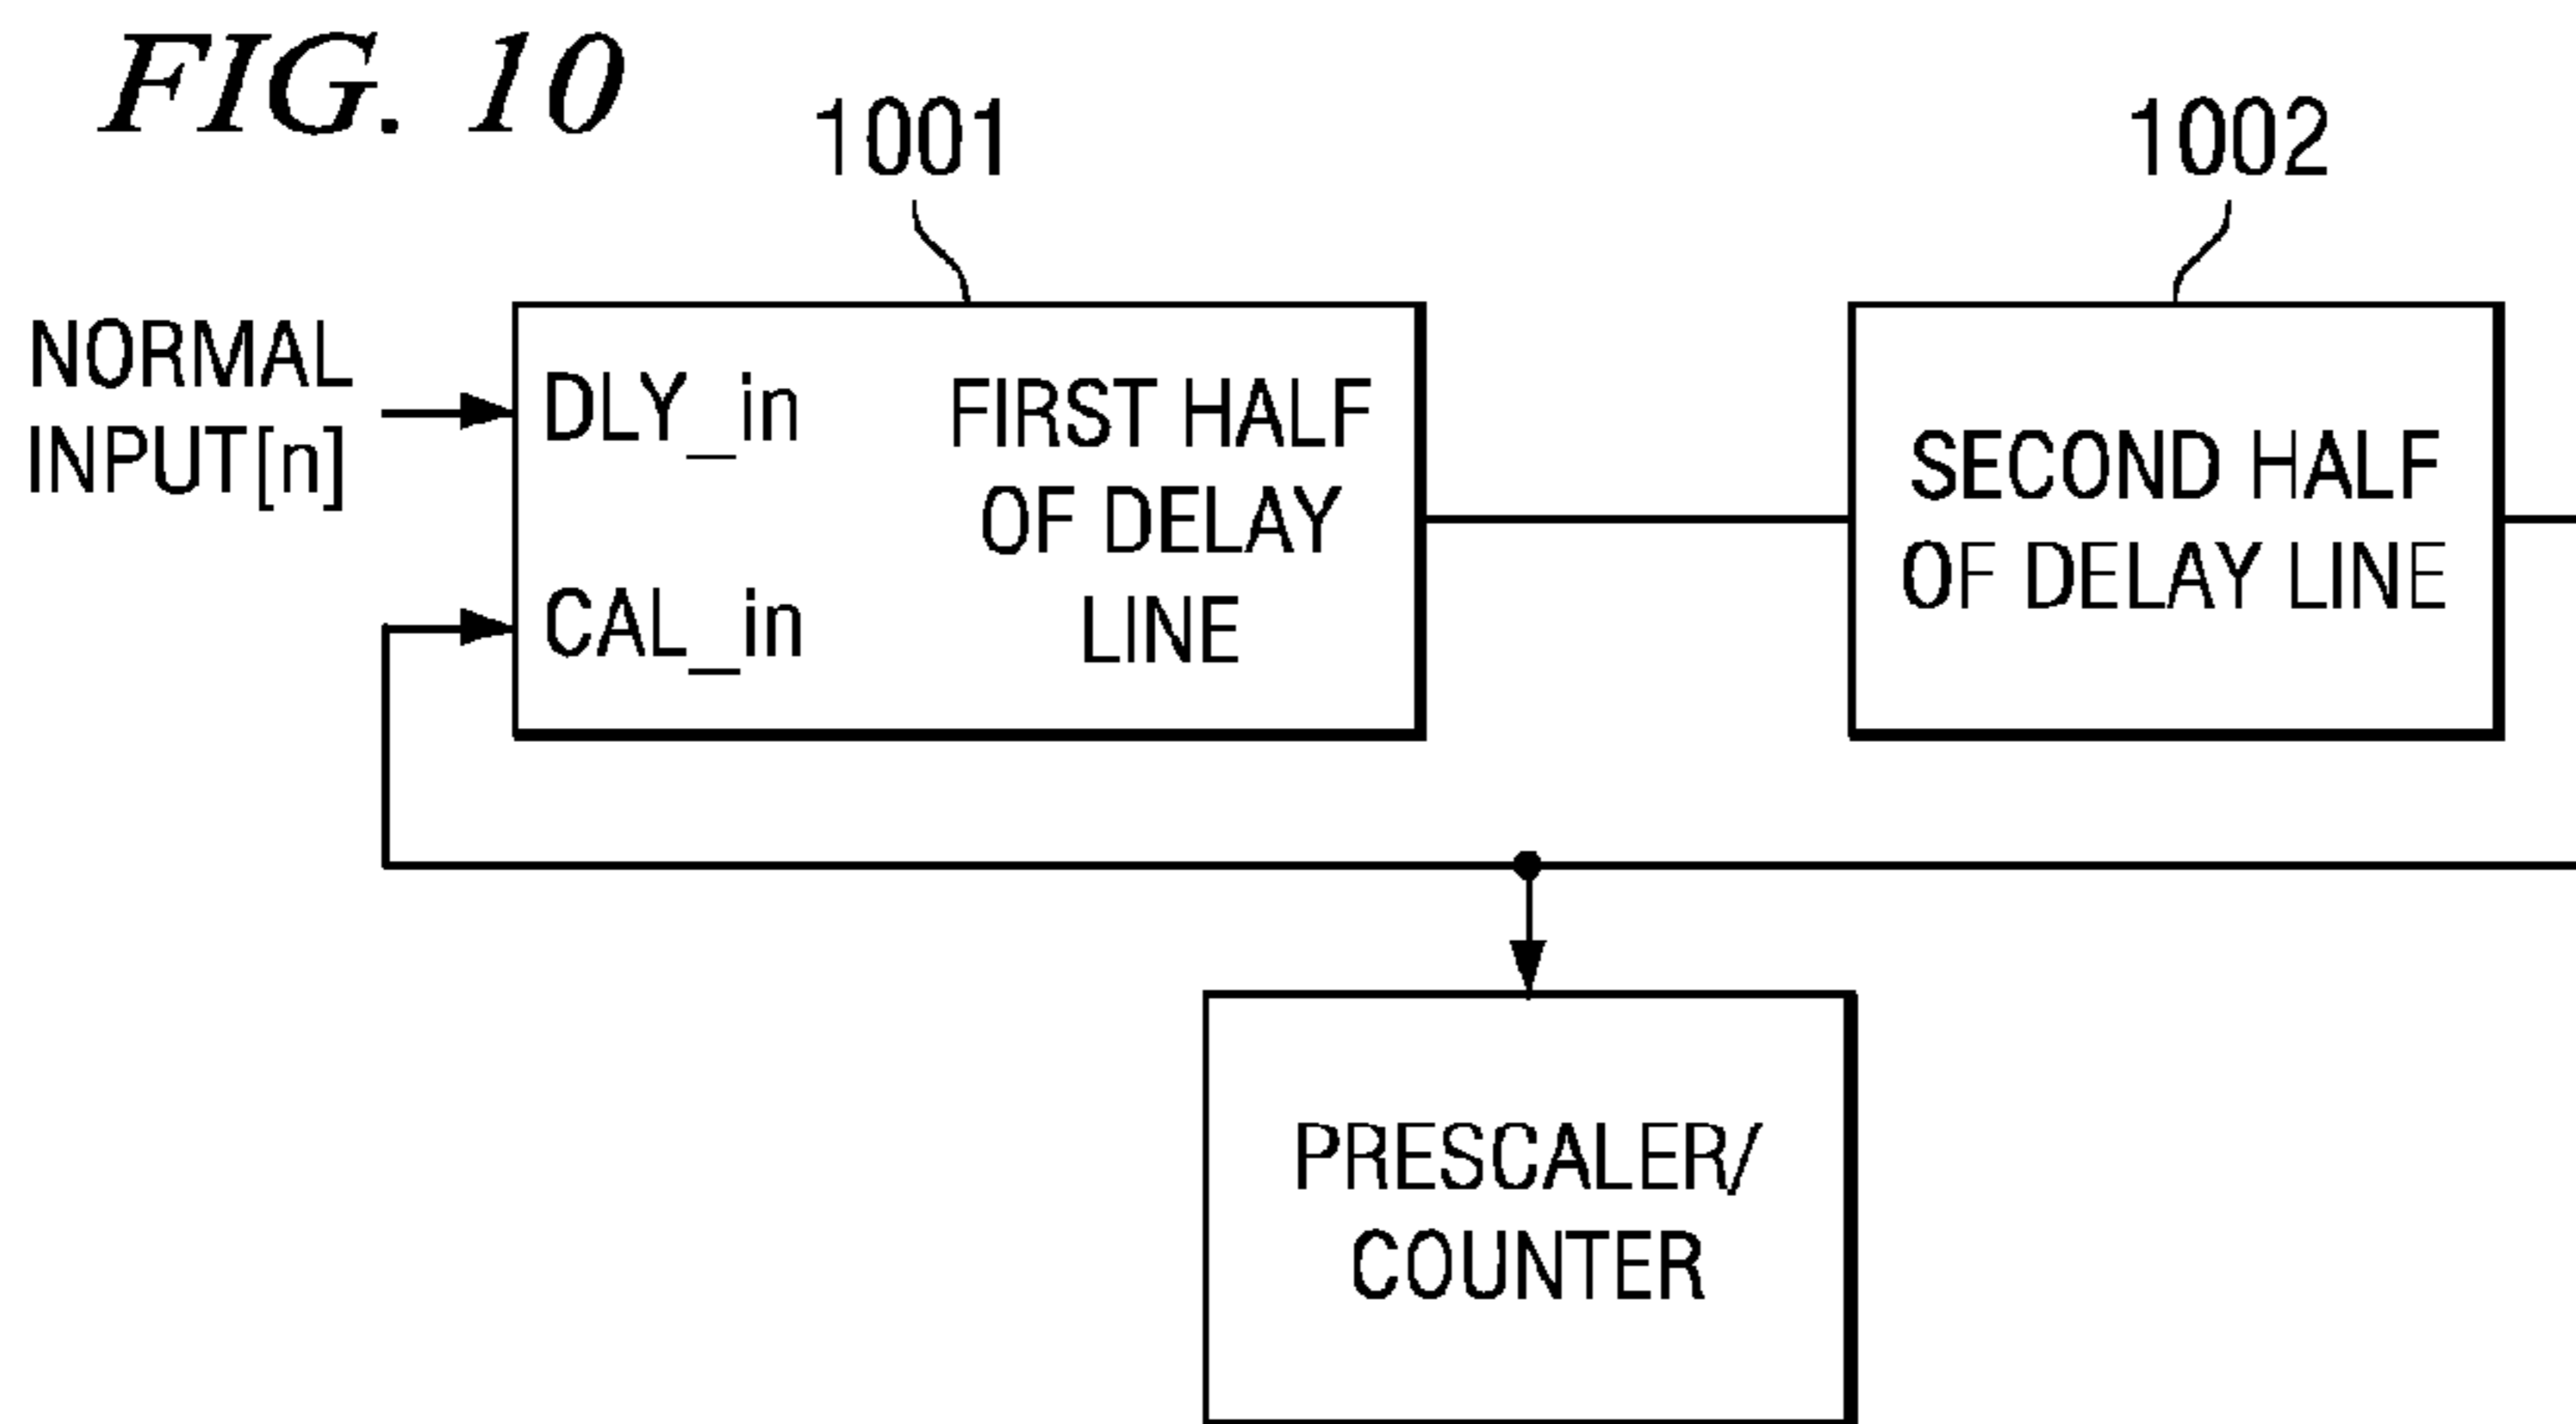 FIG. 10
1001
1002
NORMAL
INPUT[n]
DLY_in
CAL_in
FIRST HALF
OF DELAY
LINE
SECOND HALF
OF DELAY LINE
PRESCALER/
COUNTER